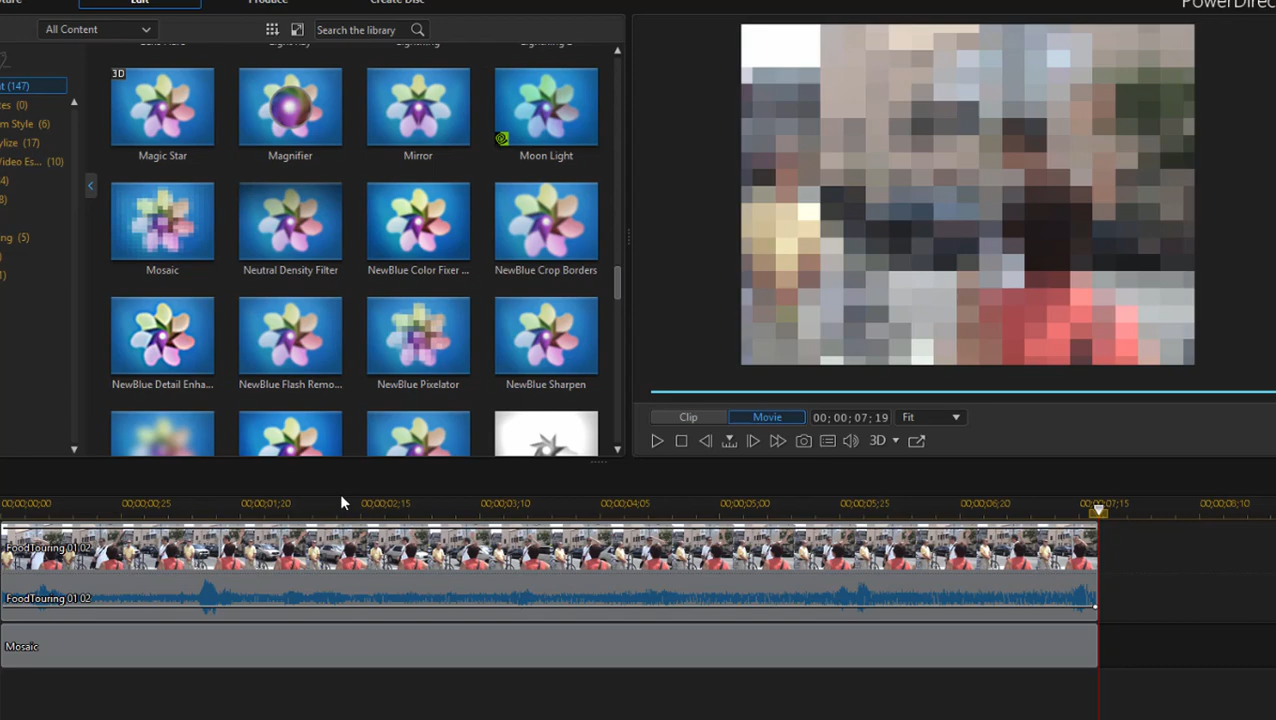 Edit
Produce
Create Disc
PowerDirec
All Content
Search the library
t (147)
es (0)
m Style (6)
ylize (17)
Video Es... (10)
4)
ng (5)
3D
Magic Star
Magnifier
Mirror
Moon Light
Mosaic
Neutral Density Filter
NewBlue Color Fixer ...
NewBlue Crop Borders
NewBlue Detail Enha...
NewBlue Flash Remo...
NewBlue Pixelator
NewBlue Sharpen
Clip
Movie
00; 00; 07; 19
Fit
3D
00;00;00;00
00;00;00;25
00;00;01;20
00;00;02;15
00;00;03;10
00;00;04;05
00;00;05;00
00;00;05;25
00;00;06;20
00;00;07;15
00;00;08;10
FoodTouring 01 02
FoodTouring 01 02
Mosaic